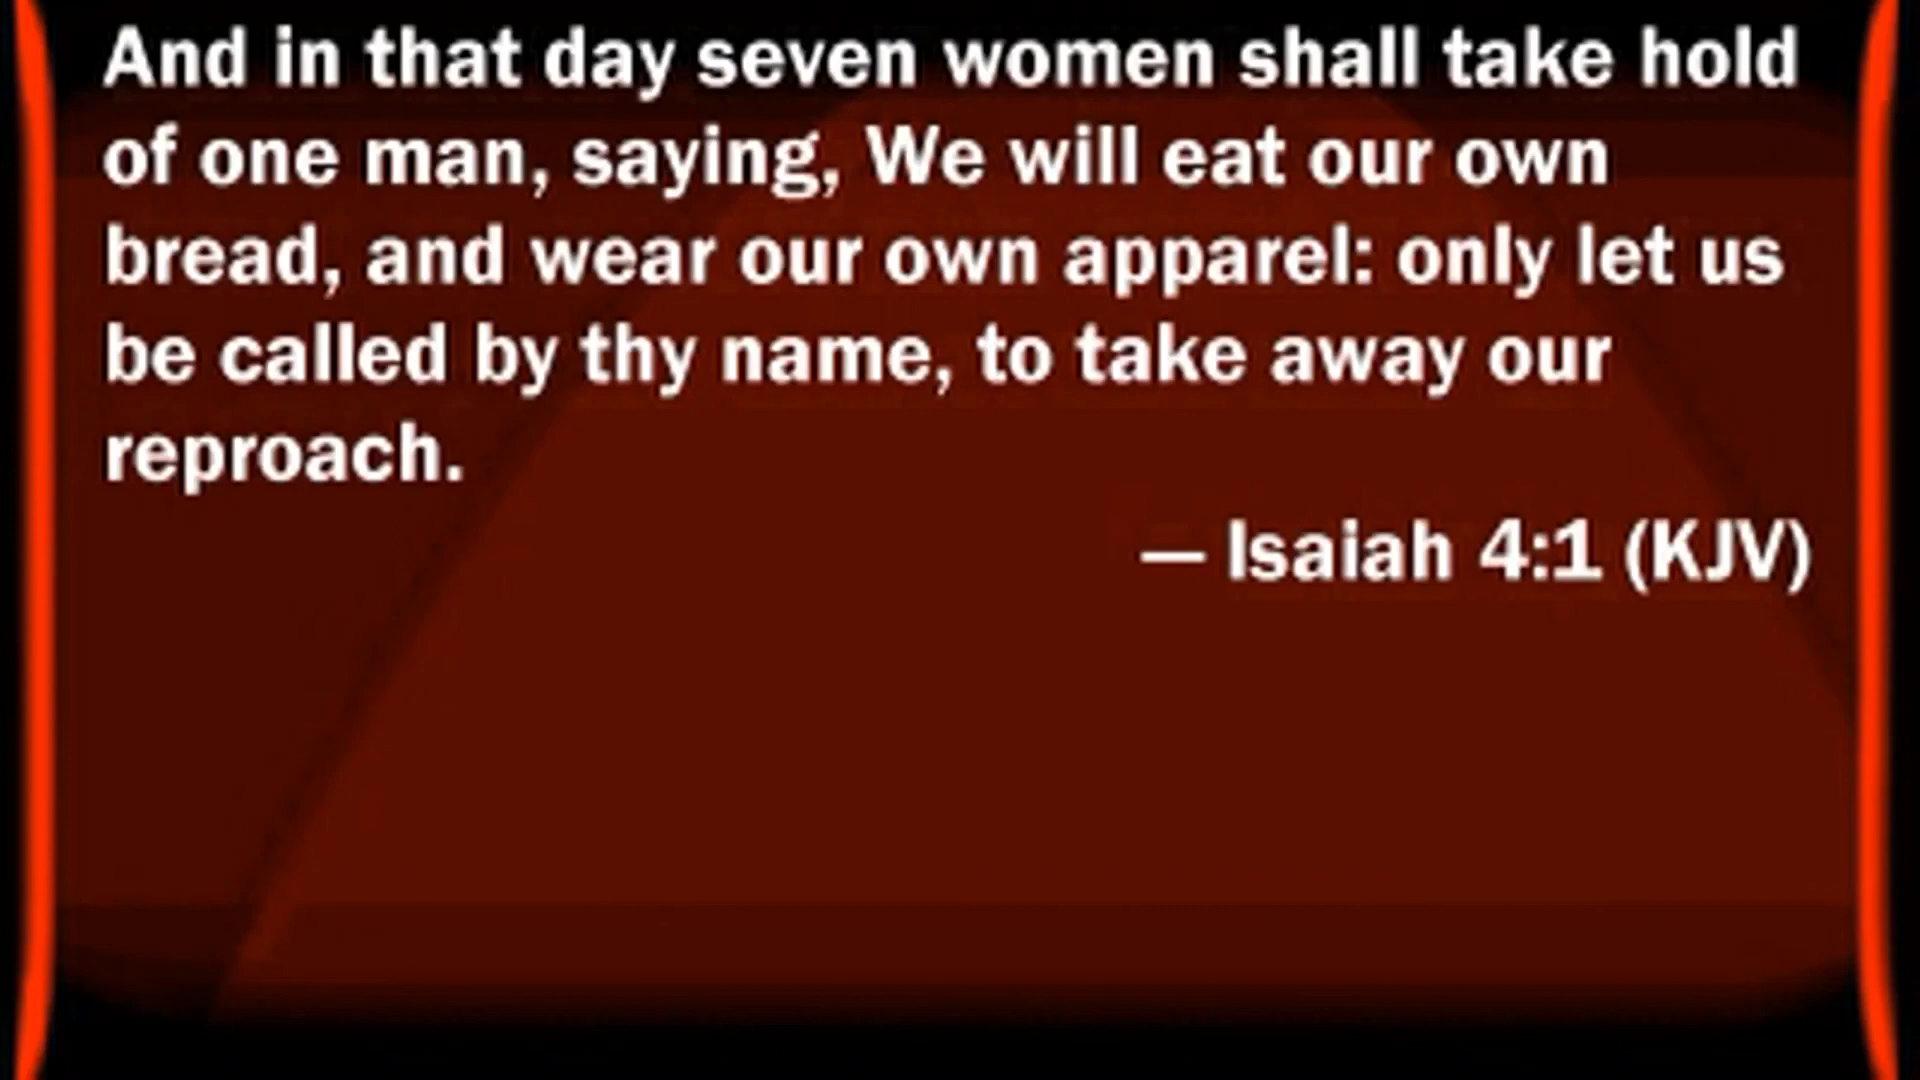 And in that day seven women shall take hold
of one man, saying, We will eat our own
bread, and wear our own apparel: only let us
be called by thy name, to take away our
reproach.
— Isaiah 4:1 (KJV)